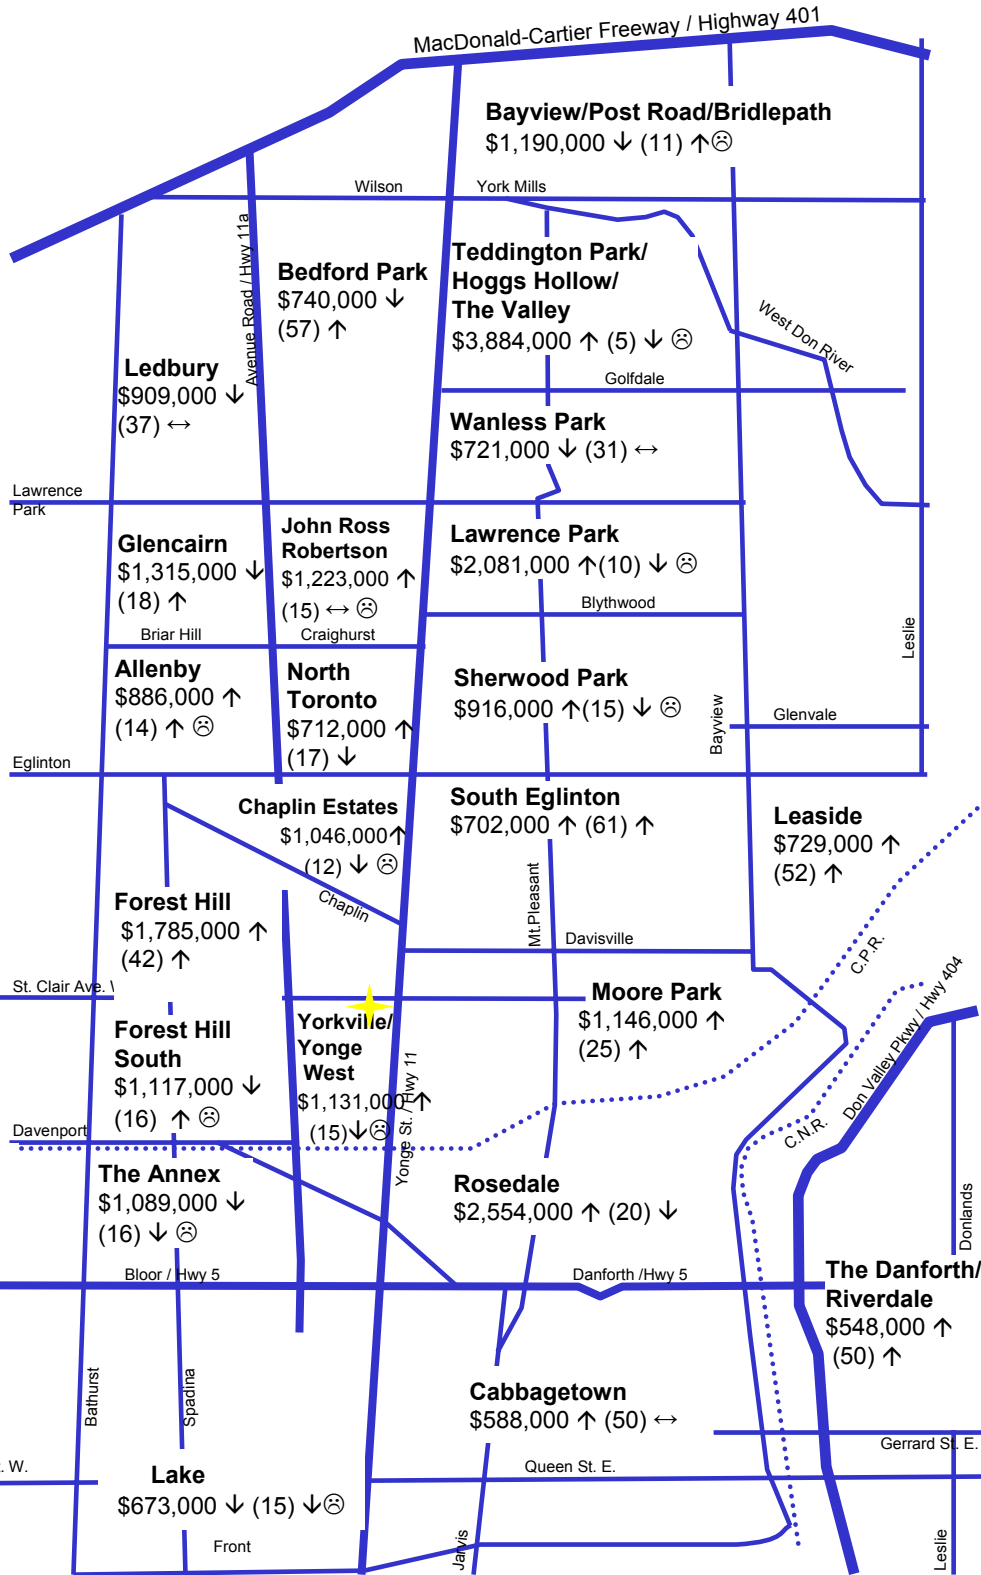 MacDonald-Cartier Freeway / Highway 401
Bayview/Post Road/Bridlepath
$1,190,000 ↓ (11) ↑☹
Wilson
York Mills
Avenue Road / Hwy 11a
Bedford Park
$740,000 ↓
(57) ↑
Teddington Park/
Hoggs Hollow/
The Valley
$3,884,000 ↑ (5) ↓ ☹
West Don River
Ledbury
$909,000 ↓
(37) ↔
Golfdale
Wanless Park
$721,000 ↓ (31) ↔
Lawrence
Park
Glencairn
$1,315,000 ↓
(18) ↑
John Ross
Robertson
$1,223,000 ↑
(15) ↔ ☹
Lawrence Park
$2,081,000 ↑(10) ↓ ☹
Blythwood
Leslie
Briar Hill
Craighurst
Allenby
$886,000 ↑
(14) ↑ ☹
North
Toronto
$712,000 ↑
(17) ↓
Sherwood Park
$916,000 ↑(15) ↓ ☹
Bayview
Glenvale
Eglinton
Chaplin Estates
$1,046,000↑
(12) ↓ ☹
Chaplin
South Eglinton
$702,000 ↑ (61) ↑
Leaside
$729,000 ↑
(52) ↑
Mt.Pleasant
Forest Hill
$1,785,000 ↑
(42) ↑
Davisville
C.P.R.
St. Clair Ave.
Yorkville/
Yonge
West
$1,131,000 ↑
(15)↓☹
Yonge St. / Hwy 11
Moore Park
$1,146,000 ↑
(25) ↑
Don Valley Pkwy / Hwy 404
C.N.R.
Forest Hill
South
$1,117,000 ↓
(16) ↑ ☹
Davenport
The Annex
$1,089,000 ↓
(16) ↓ ☹
Rosedale
$2,554,000 ↑ (20) ↓
Donlands
Bloor / Hwy 5
Danforth /Hwy 5
The Danforth/
Riverdale
$548,000 ↑
(50) ↑
Bathurst
Spadina
Cabbagetown
$588,000 ↑ (50) ↔
Gerrard St. E.
. W.
Queen St. E.
Lake
$673,000 ↓ (15) ↓☹
Front
Jarvis
Leslie